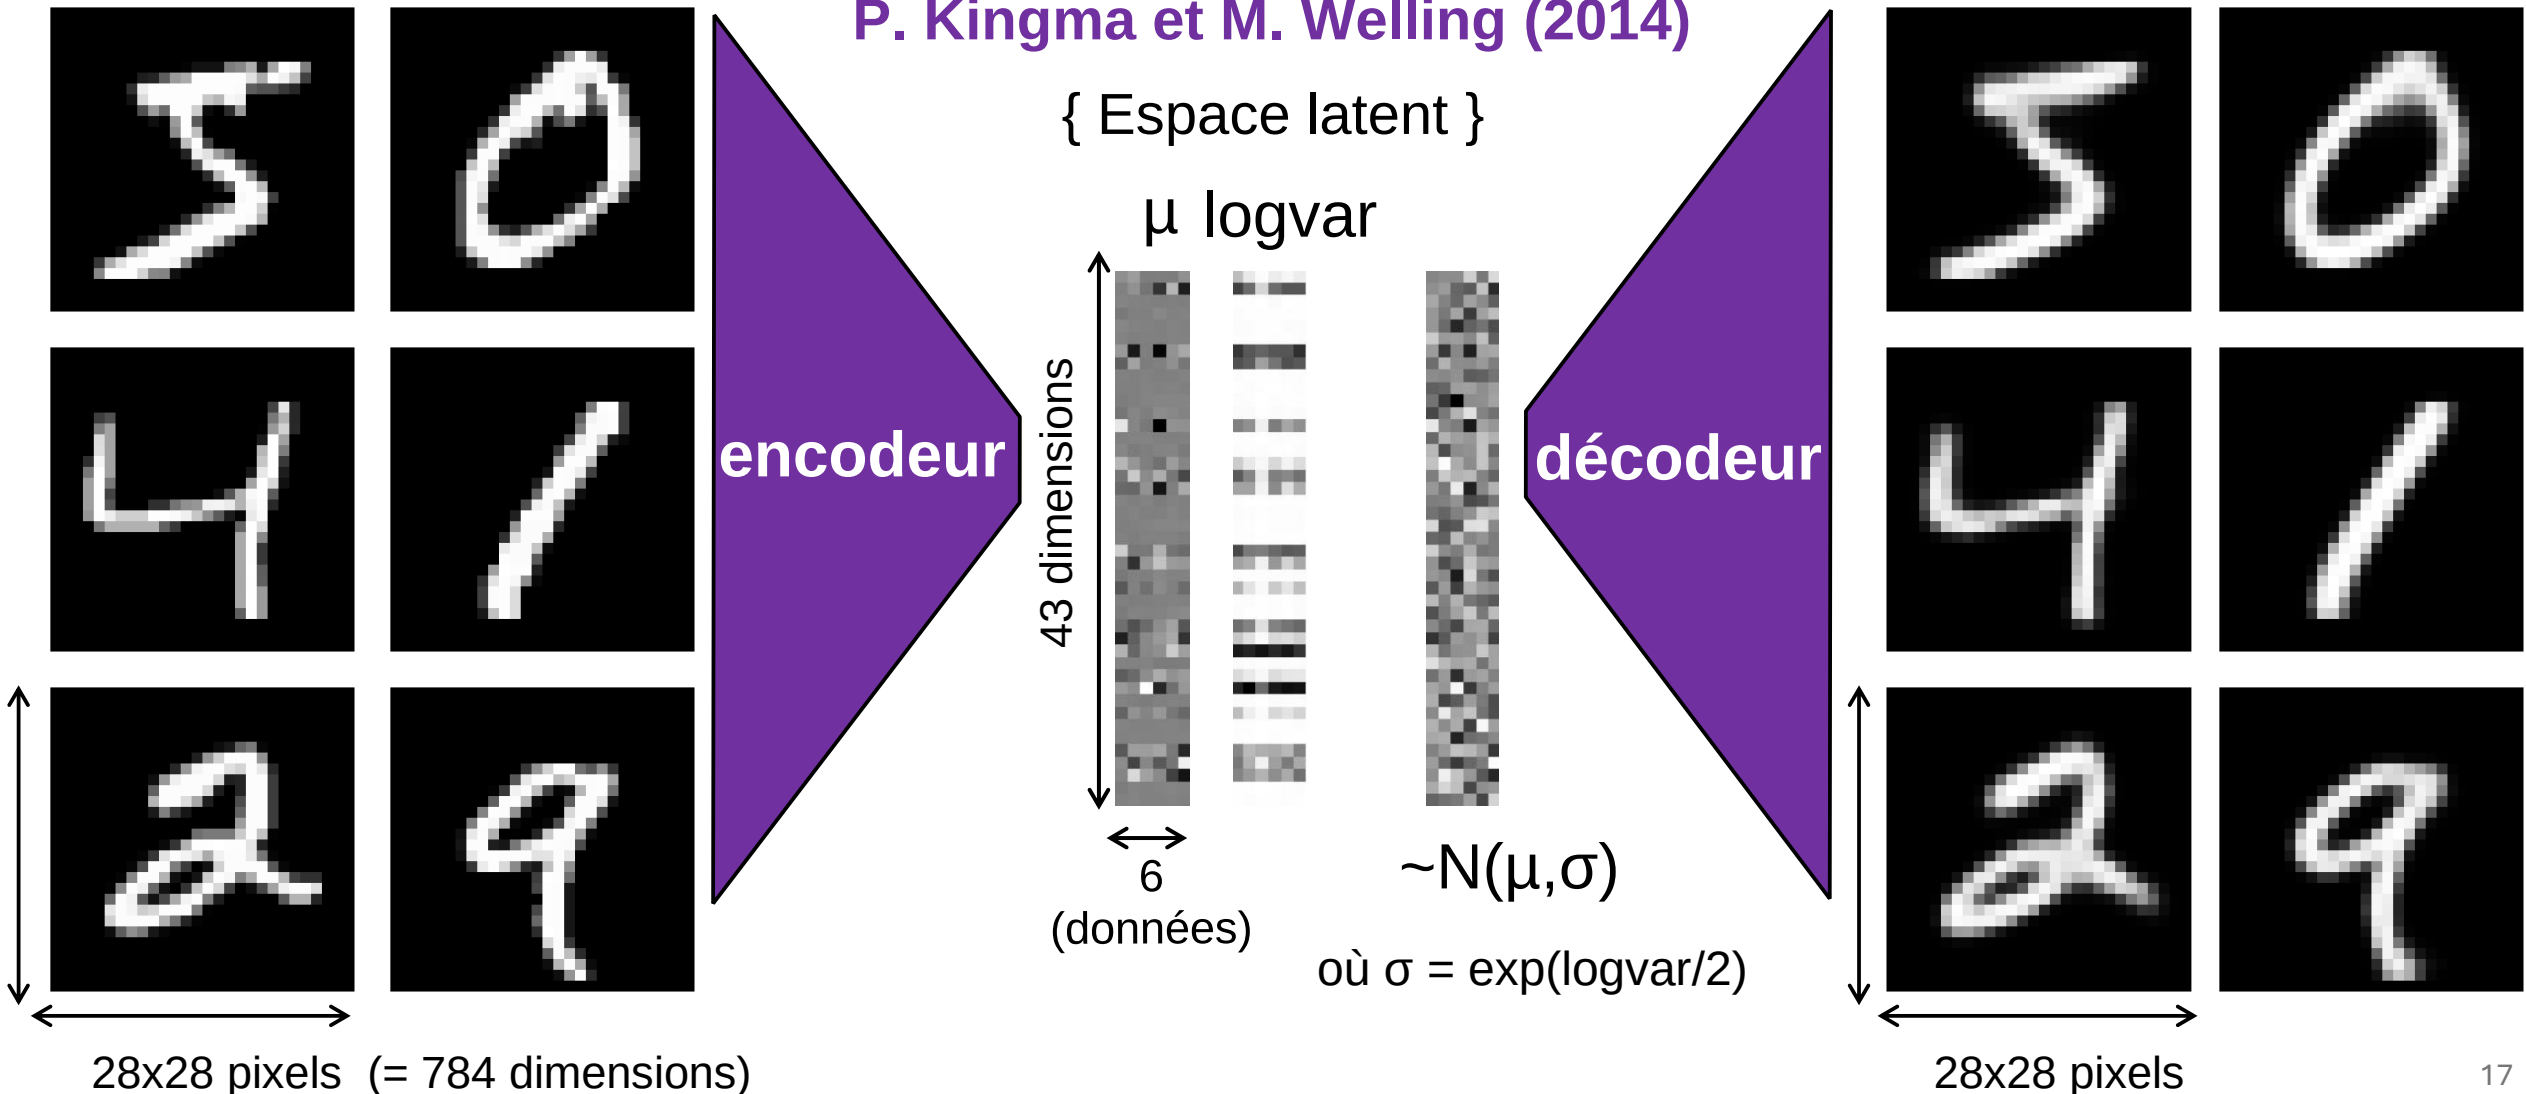 P. Kingma et M. Welling (2014)
{ Espace latent }
µ logvar
encodeur
43 dimensions
décodeur
6
(données)
~N(µ,σ)
où σ = exp(logvar/2)
28x28 pixels (= 784 dimensions)
28x28 pixels
17